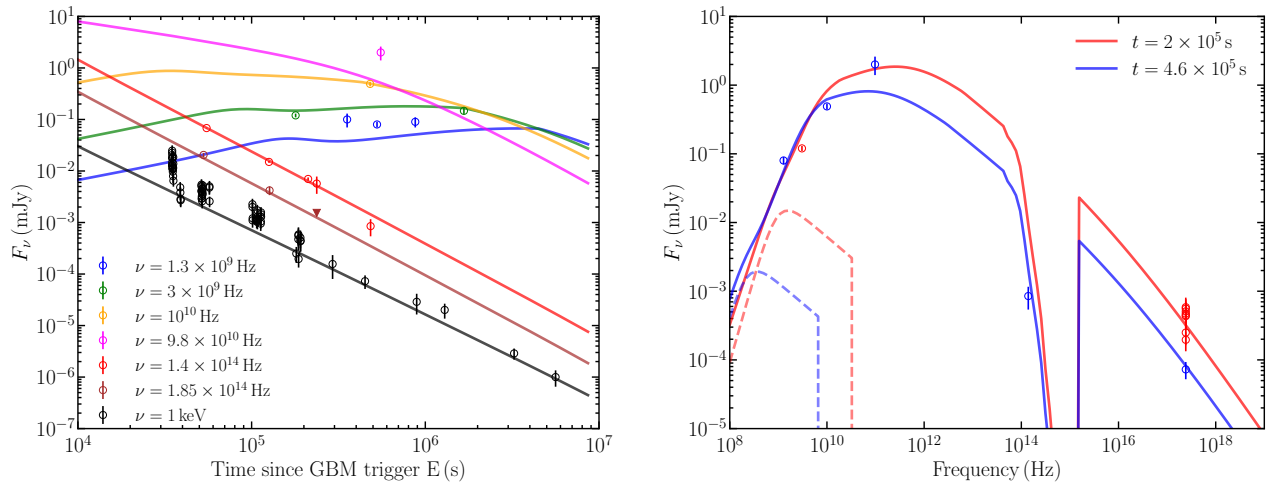 10^1
10^0
10^{-1}
10^{-2}
10^{-3}
10^{-4}
10^{-5}
10^{-6}
10^{-7}
F_ν (mJy)
ν = 1.3 × 10^9 Hz
ν = 3 × 10^9 Hz
ν = 10^{10} Hz
ν = 9.8 × 10^{10} Hz
ν = 1.4 × 10^{14} Hz
ν = 1.85 × 10^{14} Hz
ν = 1 keV
10^4 10^5 10^6 10^7
Time since GBM trigger E (s)
10^1
10^0
10^{-1}
10^{-2}
10^{-3}
10^{-4}
10^{-5}
F_ν (mJy)
t = 2 × 10^5 s
t = 4.6 × 10^5 s
10^8 10^{10} 10^{12} 10^{14} 10^{16} 10^{18}
Frequency (Hz)